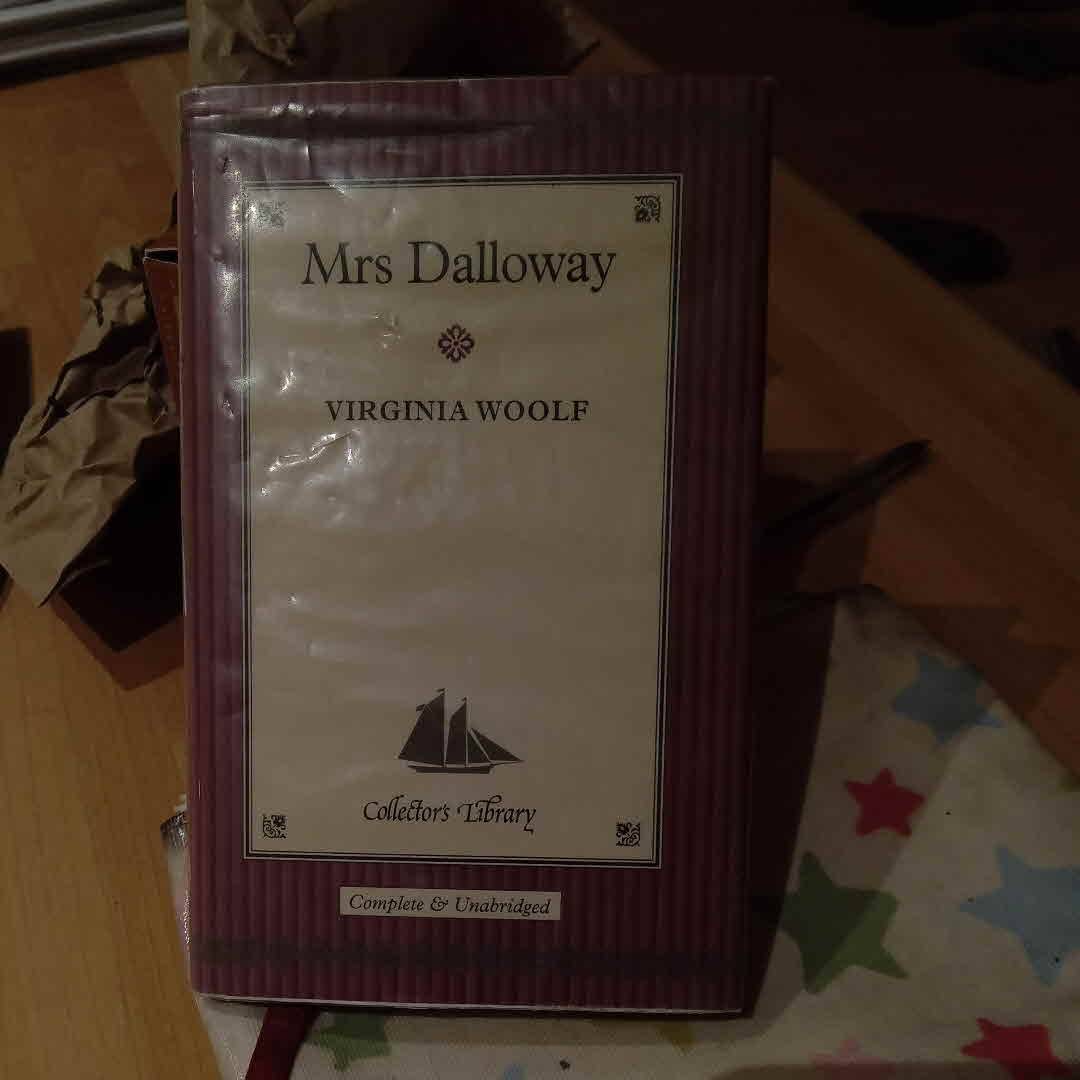 Mrs Dalloway
VIRGINIA WOOLF
Collector's Library
Complete & Unabridged